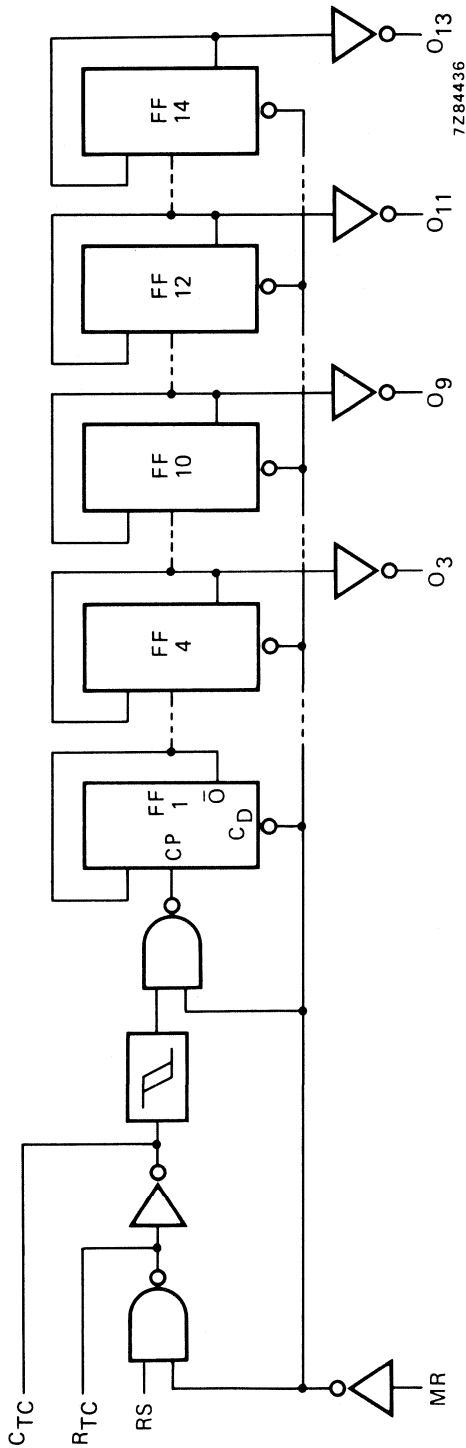 C_TC
R_TC
RS
MR
CP
FF
1
O̅
C_D
FF
4
FF
10
FF
12
FF
14
O_3
O_9
O_11
O_13
7Z84436